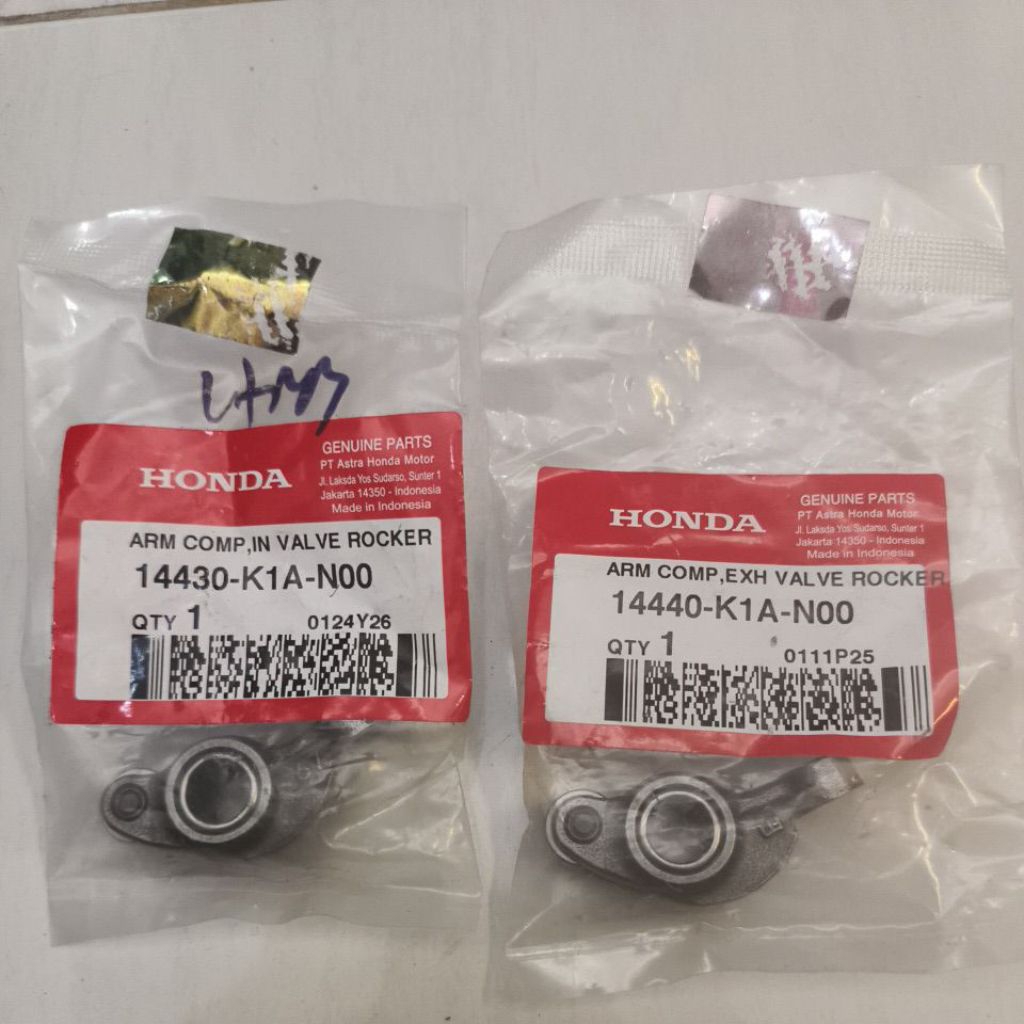 GENUINE PARTS
HONDA
PT Astra Honda Motor
Jl. Laksda Yos Sudarso, Sunter 1
Jakarta 14350 - Indonesia
Made in Indonesia
ARM COMP,IN VALVE ROCKER
14430-K1A-N00
QTY 1
0124Y26
GENUINE PARTS
HONDA
PT Astra Honda Motor
Jl. Laksda Yos Sudarso, Sunter 1
Jakarta 14350 - Indonesia
Made in Indonesia
ARM COMP,EXH VALVE ROCKER
14440-K1A-N00
QTY 1
0111P25
E